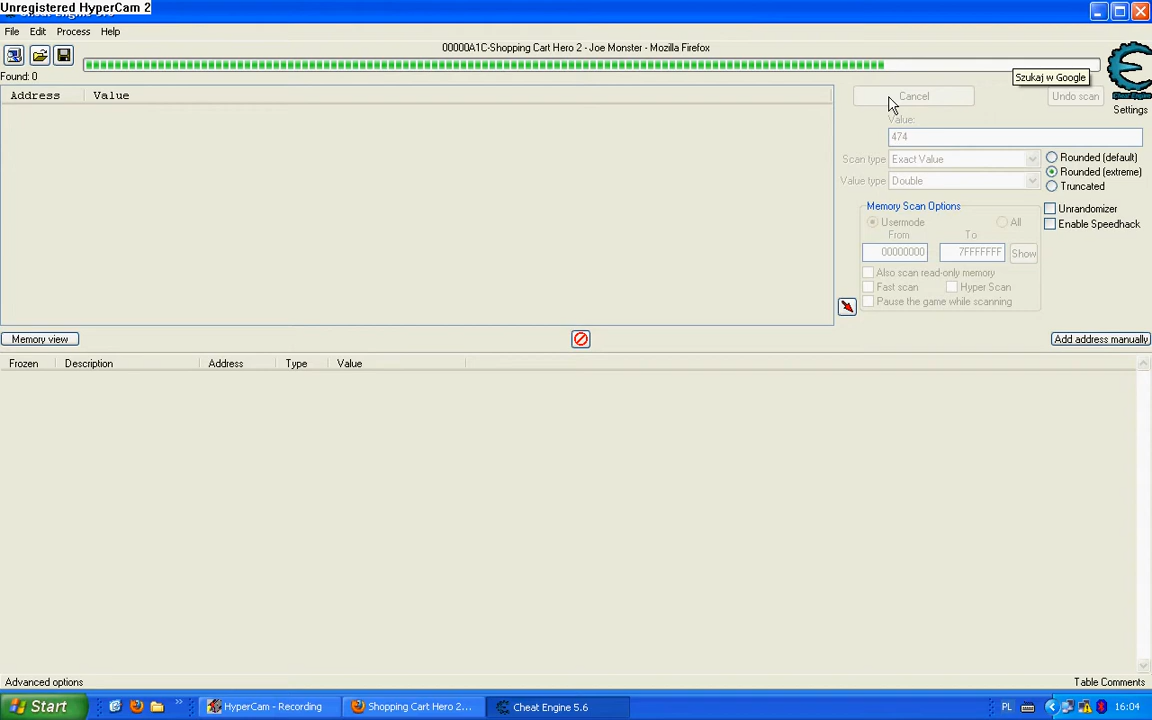 Unregistered HyperCam 2
File Edit Process Help
00000A1C-Shopping Cart Hero 2 - Joe Monster - Mozilla Firefox
Szukaj w Google
Found: 0
Address Value
Cancel Undo scan
Cheat Engine
Settings
Value:
474
Scan type Exact Value Rounded (default)
Rounded (extreme)
Value type Double Truncated
Memory Scan Options
Unrandomizer
Usermode All Enable Speedhack
From To
00000000 7FFFFFFF Show
Also scan read-only memory
Fast scan Hyper Scan
Pause the game while scanning
Memory view Add address manually
Frozen Description Address Type Value
Advanced options Table Comments
Start HyperCam - Recording Shopping Cart Hero 2... Cheat Engine 5.6 PL 16:04